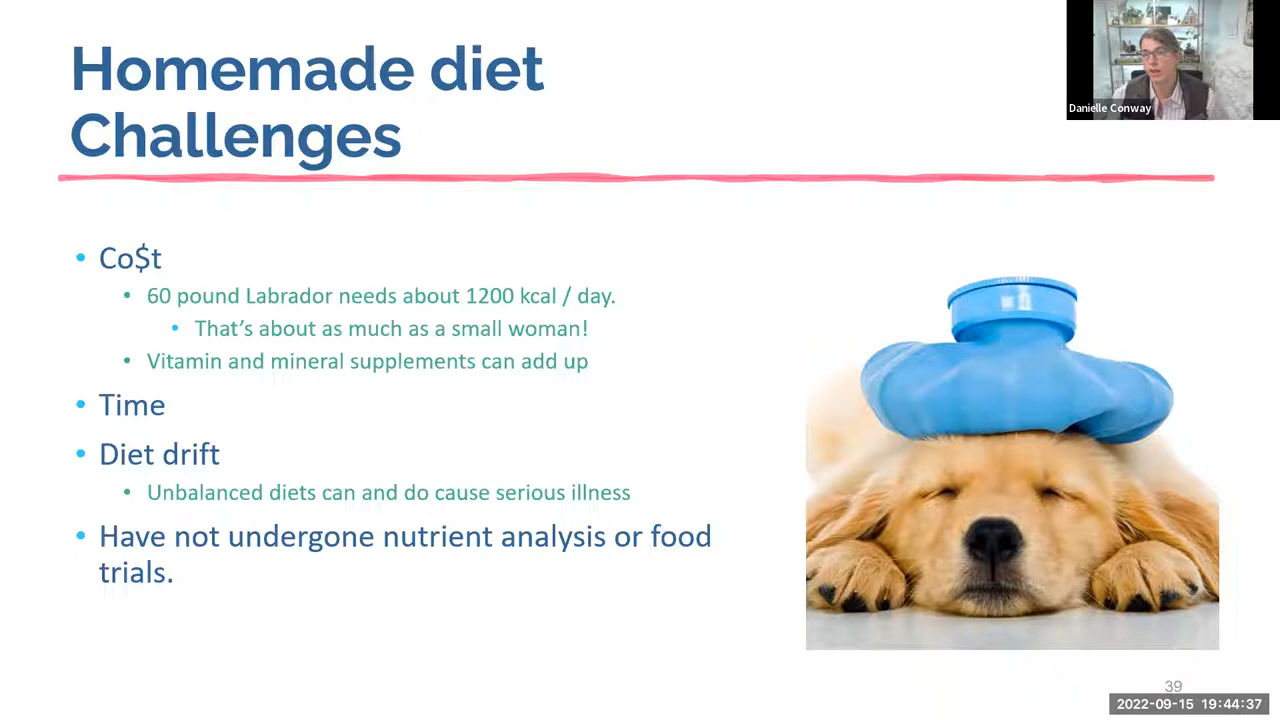 Homemade diet
Challenges
Danielle Conway
Co$t
60 pound Labrador needs about 1200 kcal / day.
That's about as much as a small woman!
Vitamin and mineral supplements can add up
Time
Diet drift
Unbalanced diets can and do cause serious illness
Have not undergone nutrient analysis or food
trials.
39
2022-09-15 19:44:37